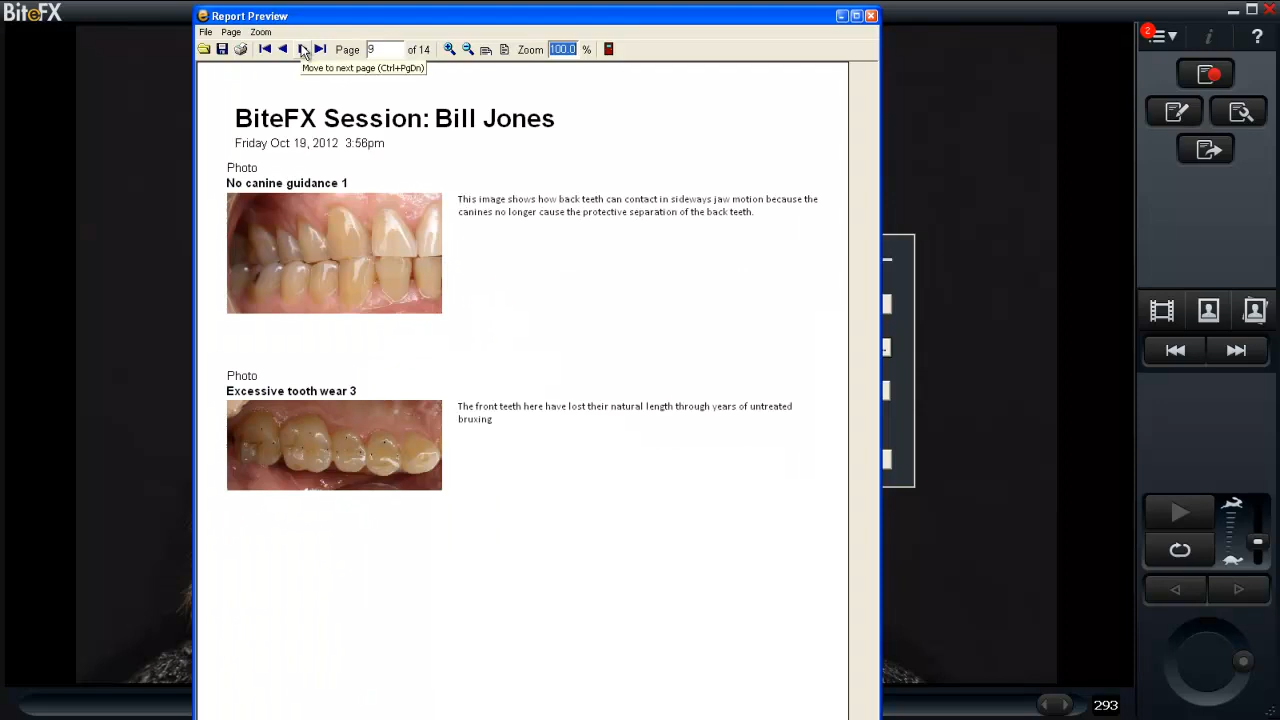 BiteFX
Report Preview
File Page Zoom
Page 9 of 14 Zoom 100.0 %
Move to next page (Ctrl+PgDn)
BiteFX Session: Bill Jones
Friday Oct 19, 2012 3:56pm
Photo
No canine guidance 1
This image shows how back teeth can contact in sideways jaw motion because the
canines no longer cause the protective separation of the back teeth.
Photo
Excessive tooth wear 3
The front teeth here have lost their natural length through years of untreated
bruxing
2
i ?
293